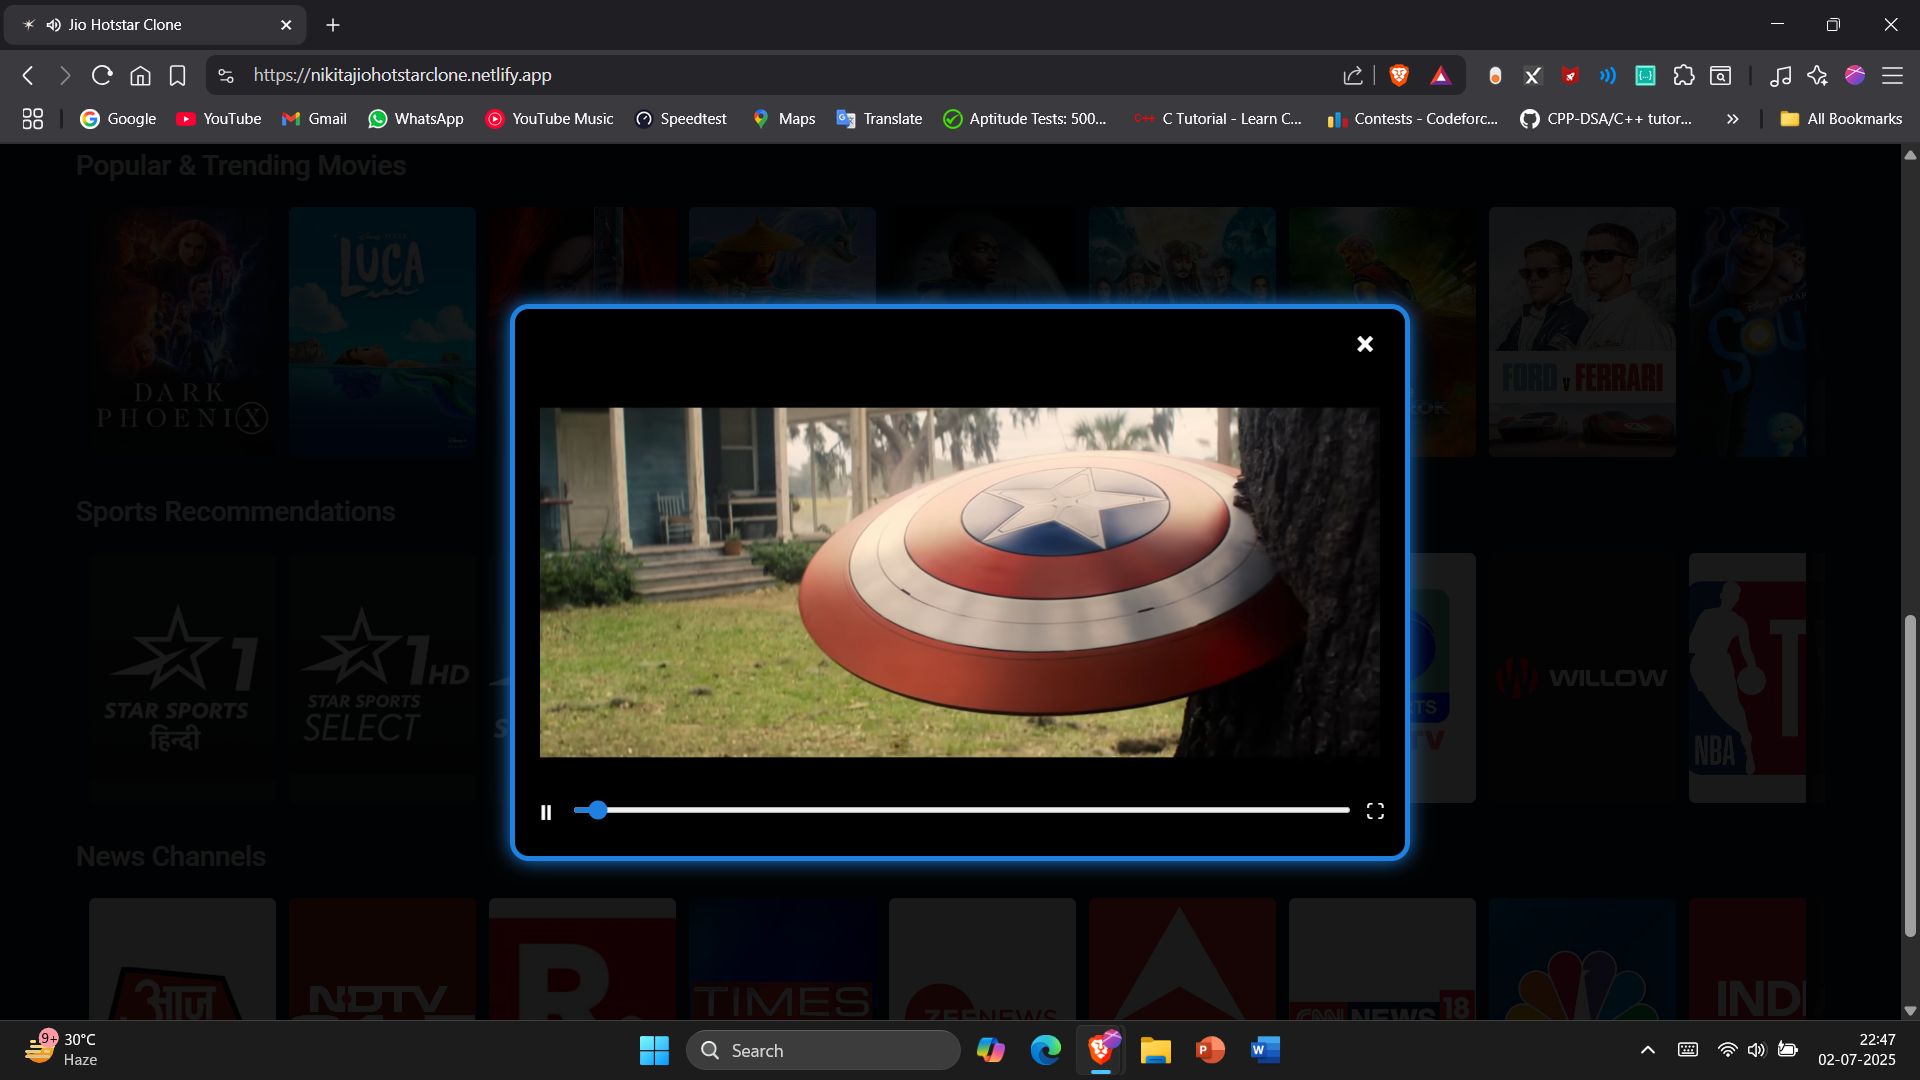 Jio Hotstar Clone
https://nikitajiohotstarclone.netlify.app
Google
YouTube
Gmail
WhatsApp
YouTube Music
Speedtest
Maps
Translate
Aptitude Tests: 500...
C Tutorial - Learn C...
Contests - Codeforc...
CPP-DSA/C++ tutor...
All Bookmarks
Popular & Trending Movies
DARK
PHOENIX
LUCA
FORD v FERRARI
Sports Recommendations
1
STAR SPORTS
हिन्दी
1HD
STAR SPORTS
SELECT
TV
WILLOW
NBA
T
News Channels
आज
NDTV
R.
TIMES
ZEE NEWS
CNN NEWS 18
INDI
9+
30°C
Haze
Search
P
W
22:47
02-07-2025